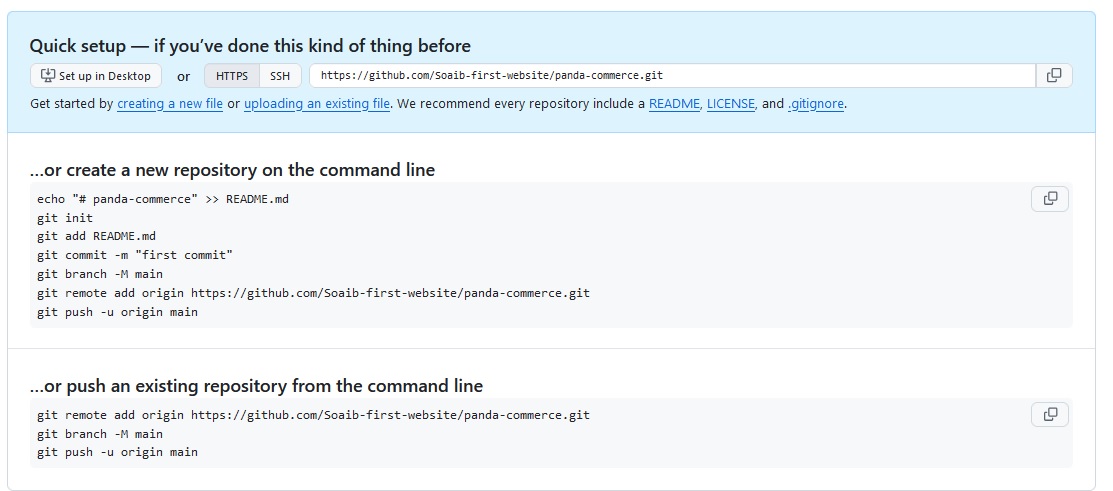 Quick setup — if you’ve done this kind of thing before
Set up in Desktop or HTTPS SSH https://github.com/Soaib-first-website/panda-commerce.git
Get started by creating a new file or uploading an existing file. We recommend every repository include a README, LICENSE, and .gitignore.
…or create a new repository on the command line
echo "# panda-commerce" >> README.md
git init
git add README.md
git commit -m "first commit"
git branch -M main
git remote add origin https://github.com/Soaib-first-website/panda-commerce.git
git push -u origin main
…or push an existing repository from the command line
git remote add origin https://github.com/Soaib-first-website/panda-commerce.git
git branch -M main
git push -u origin main